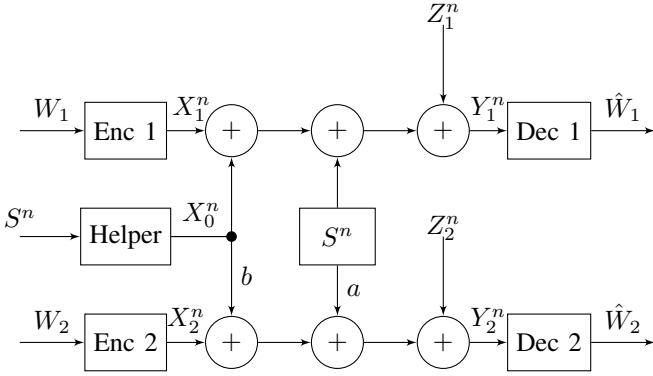 Z_1^n
W_1 Enc 1 X_1^n + + + Y_1^n Dec 1 Ŵ_1
S^n Helper X_0^n S^n Z_2^n
b a
W_2 Enc 2 X_2^n + + + Y_2^n Dec 2 Ŵ_2